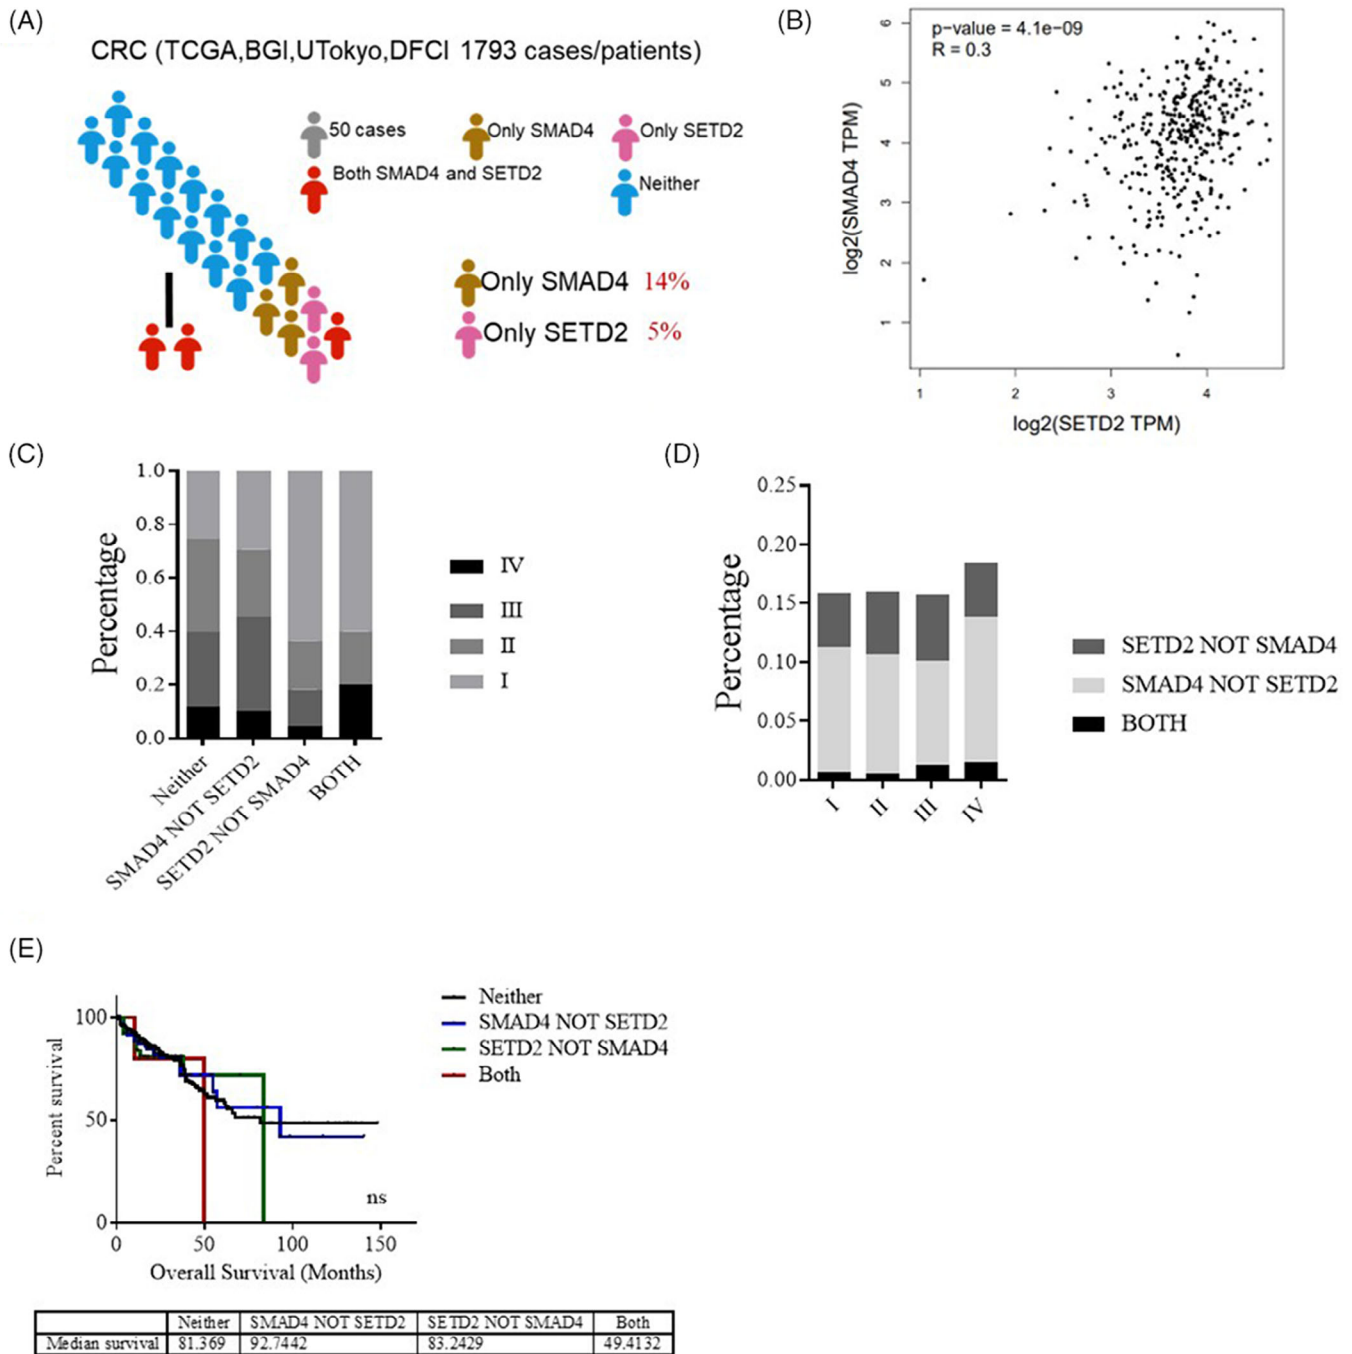 (A)
CRC (TCGA,BGI,UTokyo,DFCI 1793 cases/patients)
50 cases
Only SMAD4
Only SETD2
Both SMAD4 and SETD2
Neither
Only SMAD4 14%
Only SETD2 5%
(B)
p-value = 4.1e-09
R = 0.3
log2(SMAD4 TPM)
6
5
4
3
2
1
1 2 3 4
log2(SETD2 TPM)
(C)
Percentage
1.0
0.8
0.6
0.4
0.2
0.0
Neither
SMAD4 NOT SETD2
SETD2 NOT SMAD4
BOTH
IV
III
II
I
(D)
Percentage
0.25
0.20
0.15
0.10
0.05
0.00
I II III IV
SETD2 NOT SMAD4
SMAD4 NOT SETD2
BOTH
(E)
Percent survival
100
50
0
0 50 100 150
Overall Survival (Months)
ns
Neither
SMAD4 NOT SETD2
SETD2 NOT SMAD4
Both
Neither SMAD4 NOT SETD2 SETD2 NOT SMAD4 Both
Median survival 81.369 92.7442 83.2429 49.4132